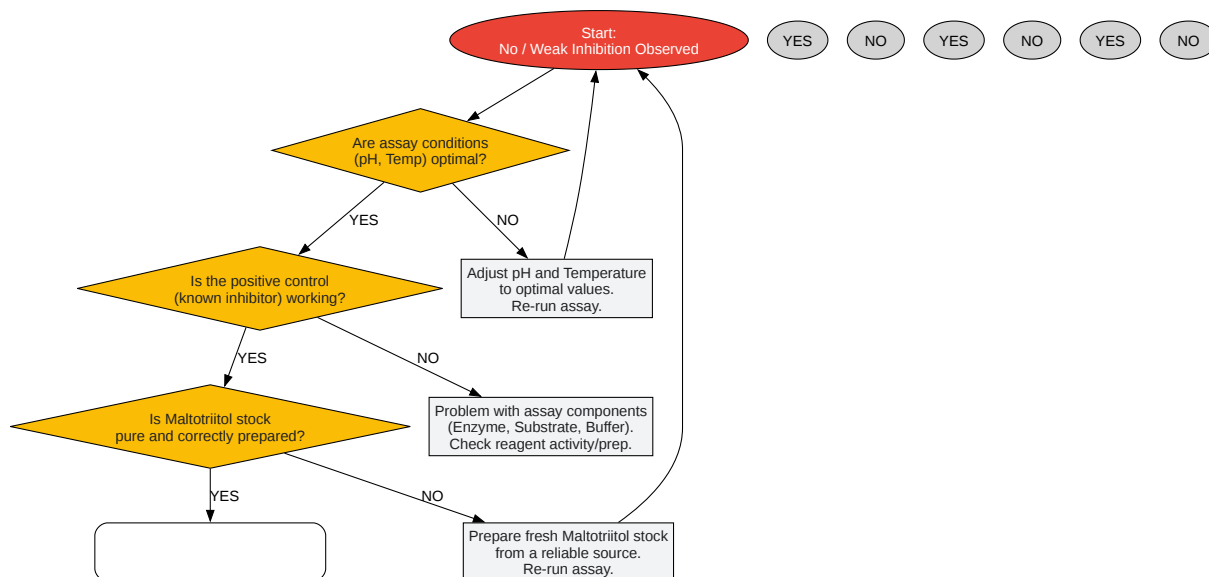 Start:
No / Weak Inhibition Observed
YES
NO
YES
NO
YES
NO
Are assay conditions
(pH, Temp) optimal?
YES
NO
Is the positive control
(known inhibitor) working?
Adjust pH and Temperature
to optimal values.
Re-run assay.
YES
NO
Is Maltotriitol stock
pure and correctly prepared?
Problem with assay components
(Enzyme, Substrate, Buffer).
Check reagent activity/prep.
YES
NO
Prepare fresh Maltotriitol stock
from a reliable source.
Re-run assay.